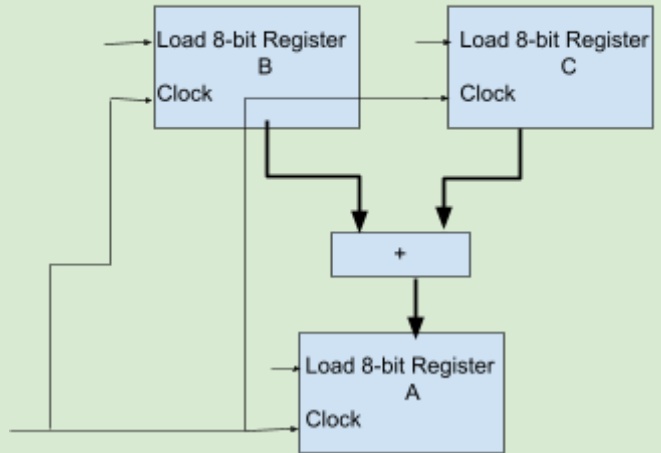 Load 8-bit Register
B
Clock
Load 8-bit Register
C
Clock
+
Load 8-bit Register
A
Clock